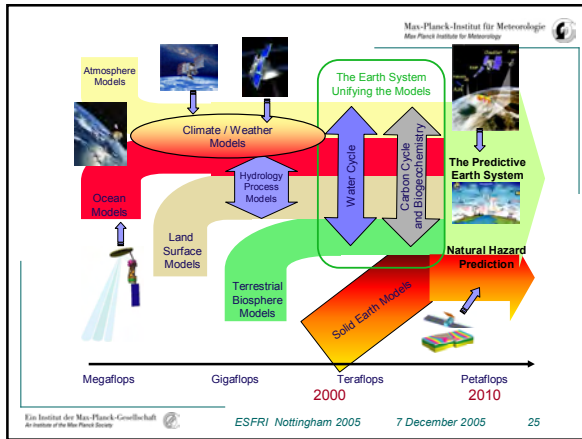 Max-Planck-Institut für Meteorologie
Max Planck Institute for Meteorology
Atmosphere
Models
The Earth System
Unifying the Models
Climate / Weather
Models
Hydrology
Process
Models
Water Cycle
Carbon Cycle
and Biogeochemistry
The Predictive
Earth System
Ocean
Models
Land
Surface
Models
Natural Hazard
Prediction
Terrestrial
Biosphere
Models
Solid Earth Models
Megaflops
Gigaflops
Teraflops
Petaflops
2000
2010
Ein Institut der Max-Planck-Gesellschaft
An Institute of the Max Planck Society
ESFRI Nottingham 2005
7 December 2005
25